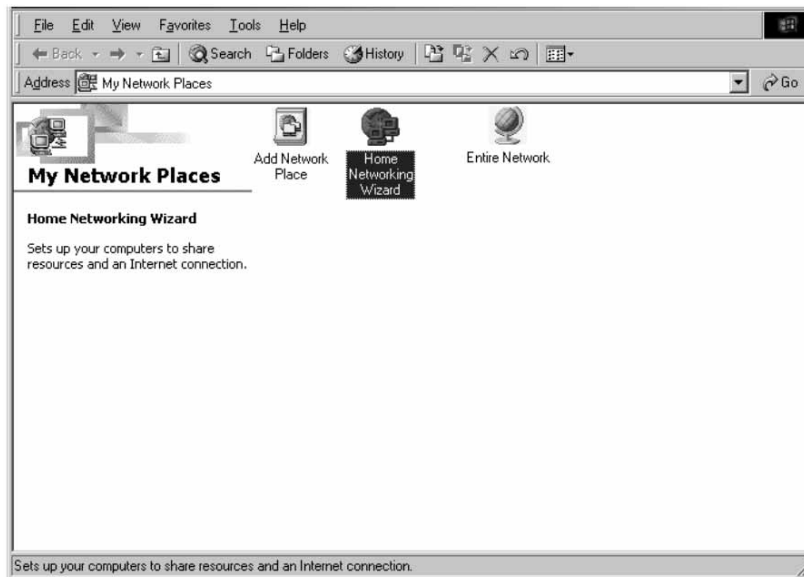 File Edit View Favorites Tools Help
Back Search Folders History
Address My Network Places Go
Add Network
Place
Home
Networking
Wizard
Entire Network
My Network Places
Home Networking Wizard
Sets up your computers to share
resources and an Internet connection.
Sets up your computers to share resources and an Internet connection.